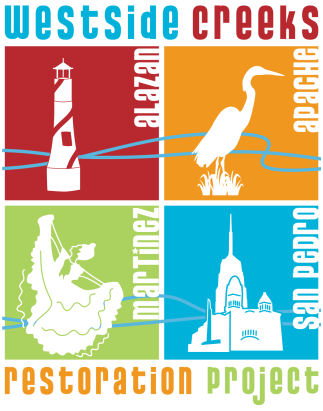 westside creeks
alazan
apache
martinez
san pedro
restoration project